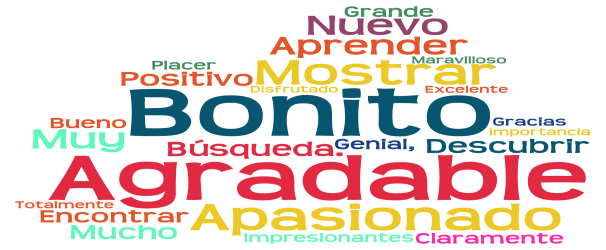 Grande
Nuevo
Aprender
Maravilloso
Placer
Mostrar
Positivo
Disfrutado
Excelente
Bonito
Bueno
Gracias
Muy
Importancia
Búsqueda.
Genial,
Descubrir
Agradable
Totalmente
Encontrar
Apasionado
Mucho
Impresionantes
Claramente